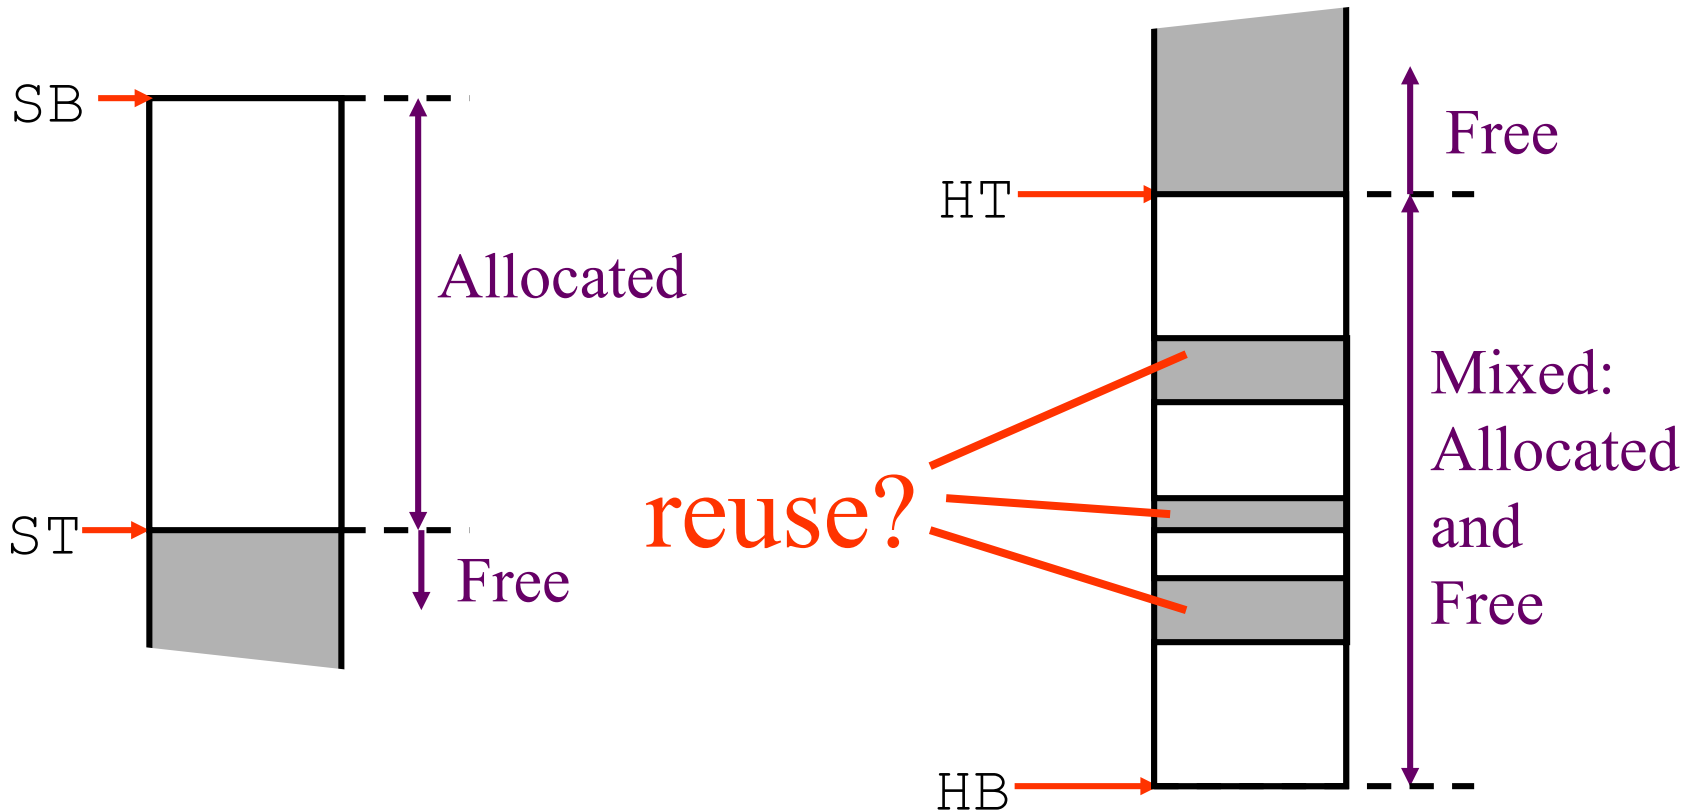 SB
Allocated
ST
Free
reuse?
HT
Free
Mixed:
Allocated
and
Free
HB